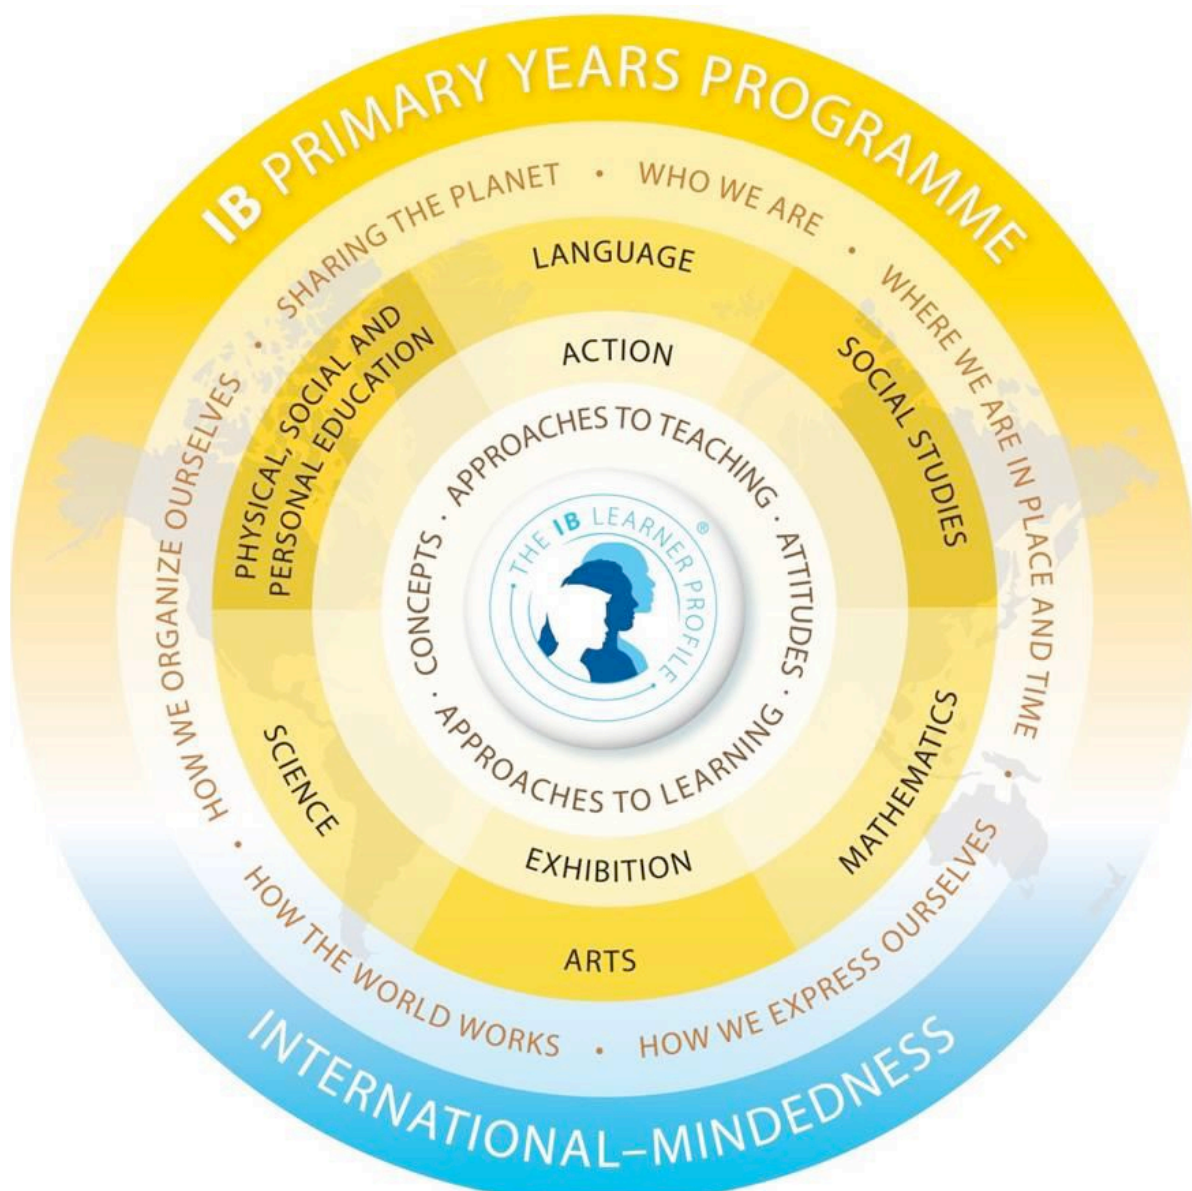 IB PRIMARY YEARS PROGRAMME
SHARING THE PLANET • WHO WE ARE • WHERE WE ARE IN PLACE AND TIME • HOW WE EXPRESS OURSELVES • HOW THE WORLD WORKS • HOW WE ORGANIZE OURSELVES •
LANGUAGE
SOCIAL STUDIES
MATHEMATICS
ARTS
SCIENCE
PHYSICAL, SOCIAL AND
PERSONAL EDUCATION
ACTION
EXHIBITION
APPROACHES TO TEACHING · ATTITUDES · APPROACHES TO LEARNING · CONCEPTS ·
• THE IB LEARNER PROFILE • ®
INTERNATIONAL–MINDEDNESS